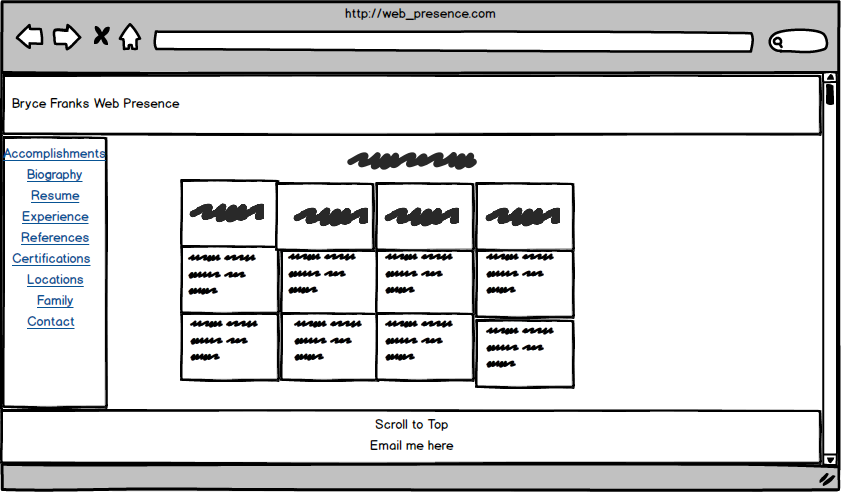 http://web_presence.com
Bryce Franks Web Presence
Accomplishments
Biography
Resume
Experience
References
Certifications
Locations
Family
Contact
Scroll to Top
Email me here